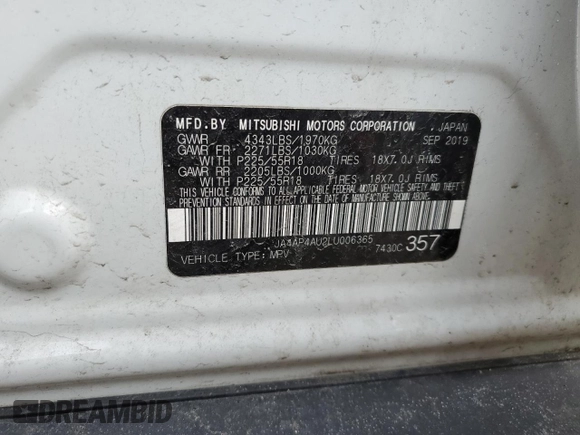 MFD.BY MITSUBISHI MOTORS CORPORATION JAPAN
GVWR 4343LBS/1970KG SEP 2019
GAWR FR 2271LBS/1030KG
WITH P225/55R18 TIRES 18X7.0J RIMS
GAWR RR 2205LBS/1000KG
WITH P225/55R18 TIRES 18X7.0J RIMS
THIS VEHICLE CONFORMS TO ALL APPLICABLE FEDERAL MOTOR VEHICLE SAFETY AND THEFT
PREVENTION STANDARDS IN EFFECT ON THE DATE OF MANUFACTURE SHOWN ABOVE.
JA4AP4AU2LU006365
VEHICLE TYPE: MPV 7430C 357
DREAMBID